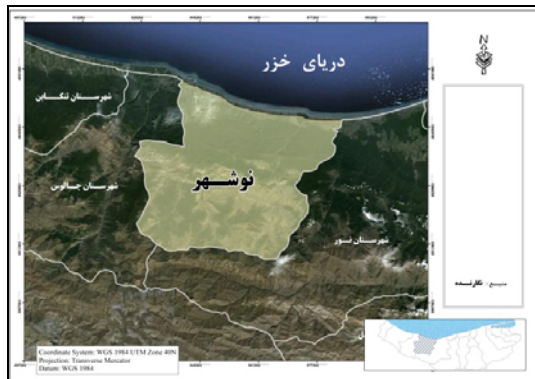 دریای خزر
شهرستان تنکابن
نوشهر
شهرستان چالوس
شهرستان نور
N
منبع : نگارنده
Coordinate System: WGS 1984 UTM Zone 40N
Projection: Transverse Mercator
Datum: WGS 1984